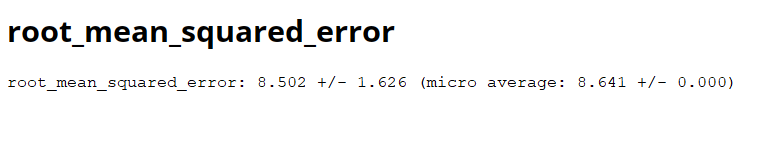 root_mean_squared_error
root_mean_squared_error: 8.502 +/- 1.626 (micro average: 8.641 +/- 0.000)